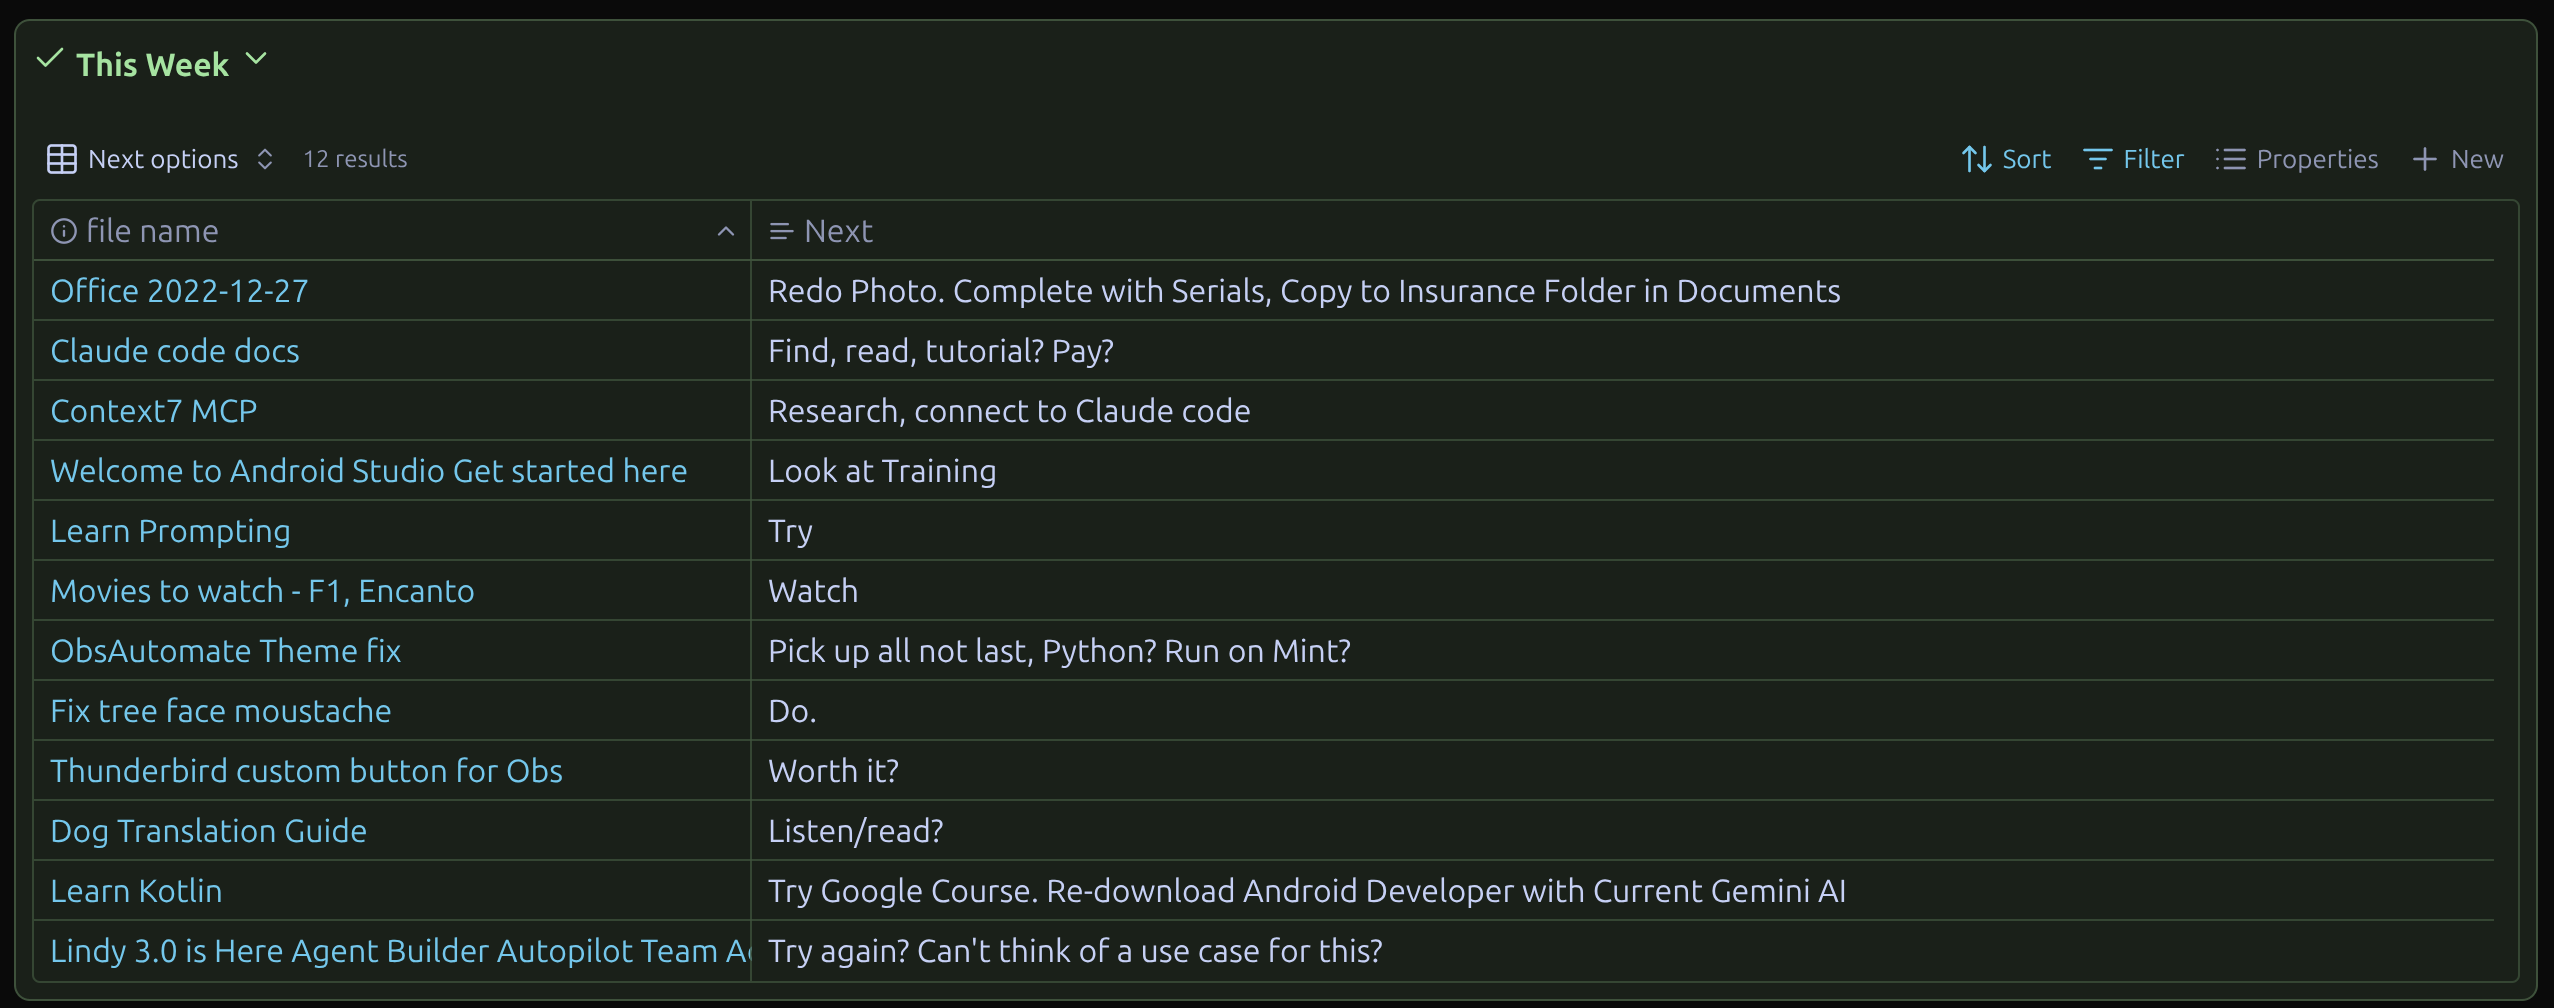 This Week
Next options 12 results Sort Filter Properties New
file name Next
Office 2022-12-27 Redo Photo. Complete with Serials, Copy to Insurance Folder in Documents
Claude code docs Find, read, tutorial? Pay?
Context7 MCP Research, connect to Claude code
Welcome to Android Studio Get started here Look at Training
Learn Prompting Try
Movies to watch - F1, Encanto Watch
ObsAutomate Theme fix Pick up all not last, Python? Run on Mint?
Fix tree face moustache Do.
Thunderbird custom button for Obs Worth it?
Dog Translation Guide Listen/read?
Learn Kotlin Try Google Course. Re-download Android Developer with Current Gemini AI
Lindy 3.0 is Here Agent Builder Autopilot Team Try again? Can't think of a use case for this?